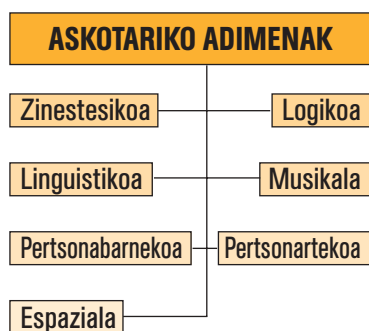 ASKOTARIKO ADIMENAK
Zinestesikoa
Logikoa
Linguistikoa
Musikala
Pertsonabarnekoa
Pertsonartekoa
Espaziala